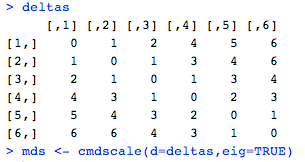 > deltas
[,1] [,2] [,3] [,4] [,5] [,6]
[1,] 0 1 2 4 5 6
[2,] 1 0 1 3 4 6
[3,] 2 1 0 1 3 4
[4,] 4 3 1 0 2 3
[5,] 5 4 3 2 0 1
[6,] 6 6 4 3 1 0
> mds <- cmdscale(d=deltas,eig=TRUE)